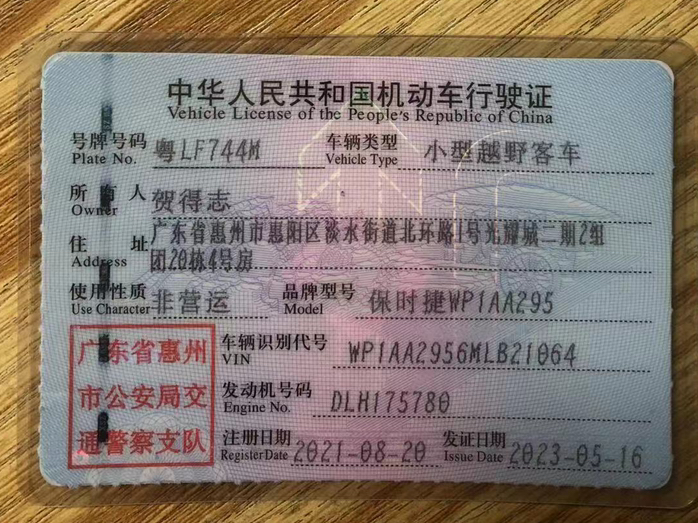 中华人民共和国机动车行驶证
Vehicle License of the People's Republic of China
号牌号码 粤LF744M 车辆类型 小型越野客车
Plate No. Vehicle Type
所有人 贺得志
Owner
住址 广东省惠州市惠阳区淡水街道北环路1号光耀城二期2组
Address 团20栋4号房
使用性质 非营运 品牌型号 保时捷WP1AA295
Use Character Model
广东省惠州 车辆识别代号 WP1AA2956MLB21064
VIN
市公安局交 发动机号码 DLH175780
Engine No.
通警察支队 注册日期 2021-08-20 发证日期 2023-05-16
Register Date Issue Date